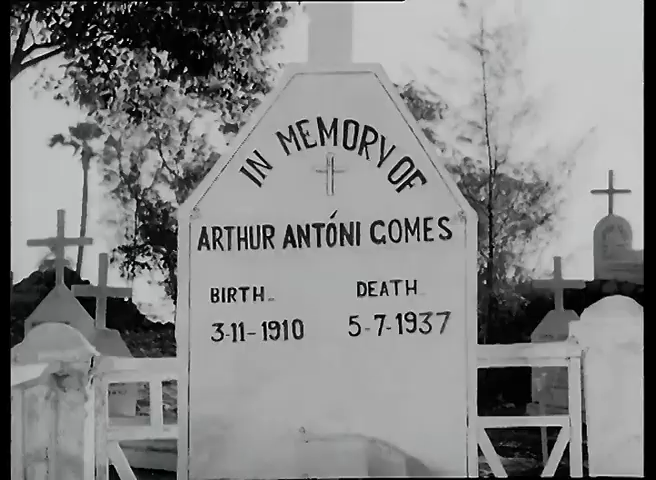 IN MEMORY OF
ARTHUR ANTÓNI GOMES
BIRTH DEATH
3-11-1910 5-7-1937